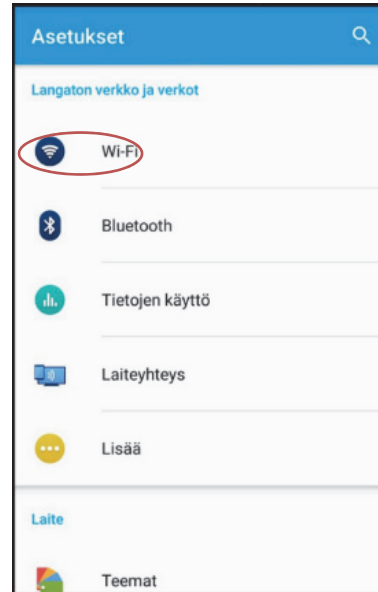 Asetukset
Langaton verkko ja verkot
Wi-Fi
Bluetooth
Tietojen käyttö
Laiteyhteys
Lisää
Laite
Teemat